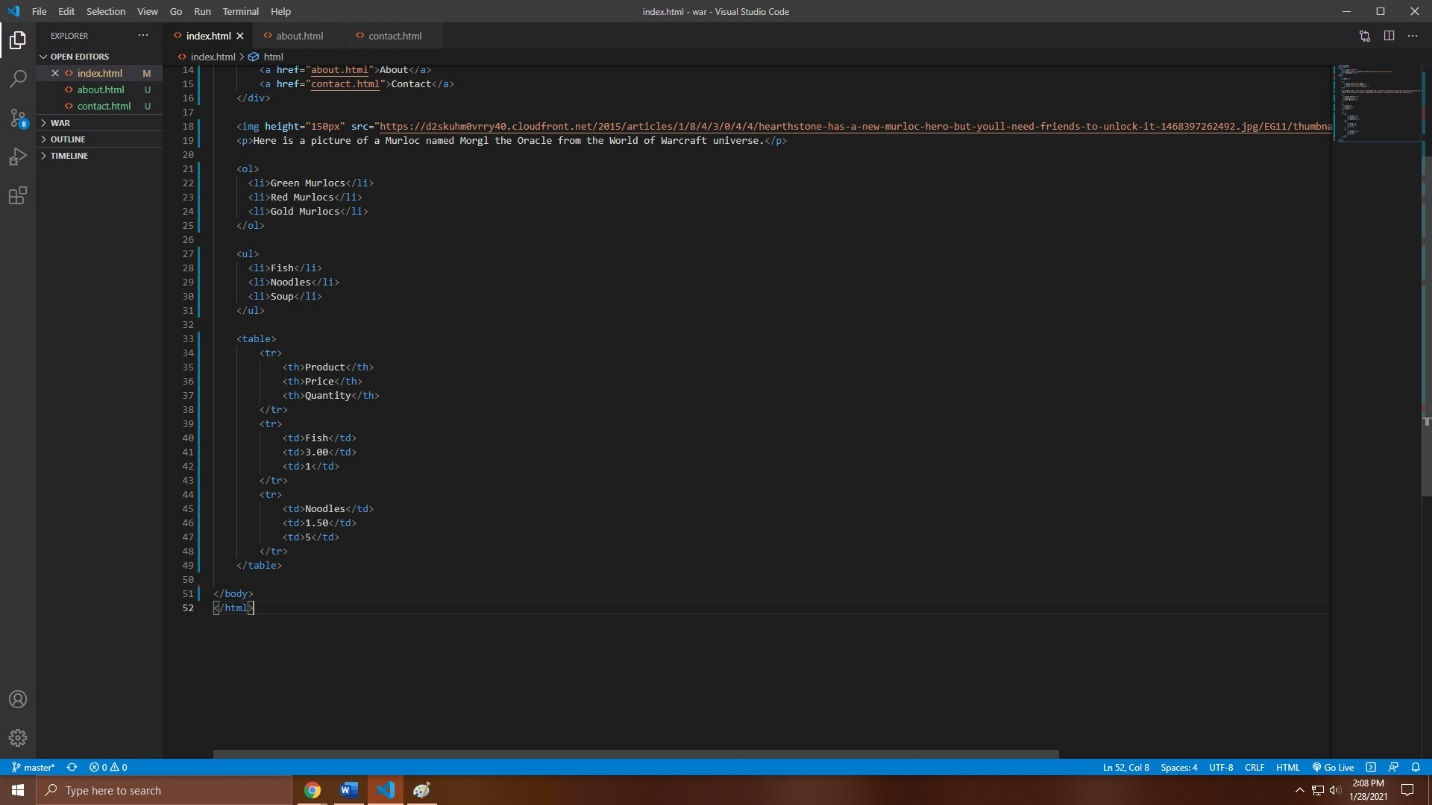 File Edit Selection View Go Run Terminal Help
index.html - war - Visual Studio Code
EXPLORER ...
index.html
about.html
contact.html
OPEN EDITORS
index.html > html
index.html M
about.html U
contact.html U
WAR
OUTLINE
TIMELINE
8
14 <a href="about.html">About</a>
15 <a href="contact.html">Contact</a>
16 </div>
17
18 <img height="150px" src="https://d2skuhm0vrry40.cloudfront.net/2015/articles/1/8/4/3/0/4/4/hearthstone-has-a-new-murloc-hero-but-youll-need-friends-to-unlock-it-1468397262492.jpg/EG11/thumbna
19 <p>Here is a picture of a Murloc named Morgl the Oracle from the World of Warcraft universe.</p>
20
21 <ol>
22 <li>Green Murlocs</li>
23 <li>Red Murlocs</li>
24 <li>Gold Murlocs</li>
25 </ol>
26
27 <ul>
28 <li>Fish</li>
29 <li>Noodles</li>
30 <li>Soup</li>
31 </ul>
32
33 <table>
34 <tr>
35 <th>Product</th>
36 <th>Price</th>
37 <th>Quantity</th>
38 </tr>
39 <tr>
40 <td>Fish</td>
41 <td>3.00</td>
42 <td>1</td>
43 </tr>
44 <tr>
45 <td>Noodles</td>
46 <td>1.50</td>
47 <td>5</td>
48 </tr>
49 </table>
50
51 </body>
52 </html>
master* 0 0
Ln 52, Col 8 Spaces: 4 UTF-8 CRLF HTML Go Live
Type here to search
2:08 PM
1/28/2021